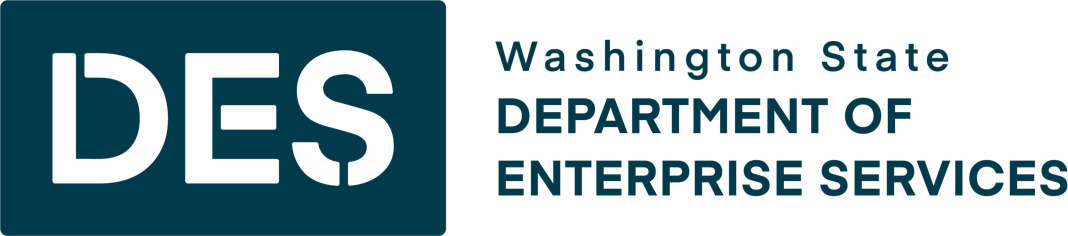 DES
Washington State
DEPARTMENT OF
ENTERPRISE SERVICES